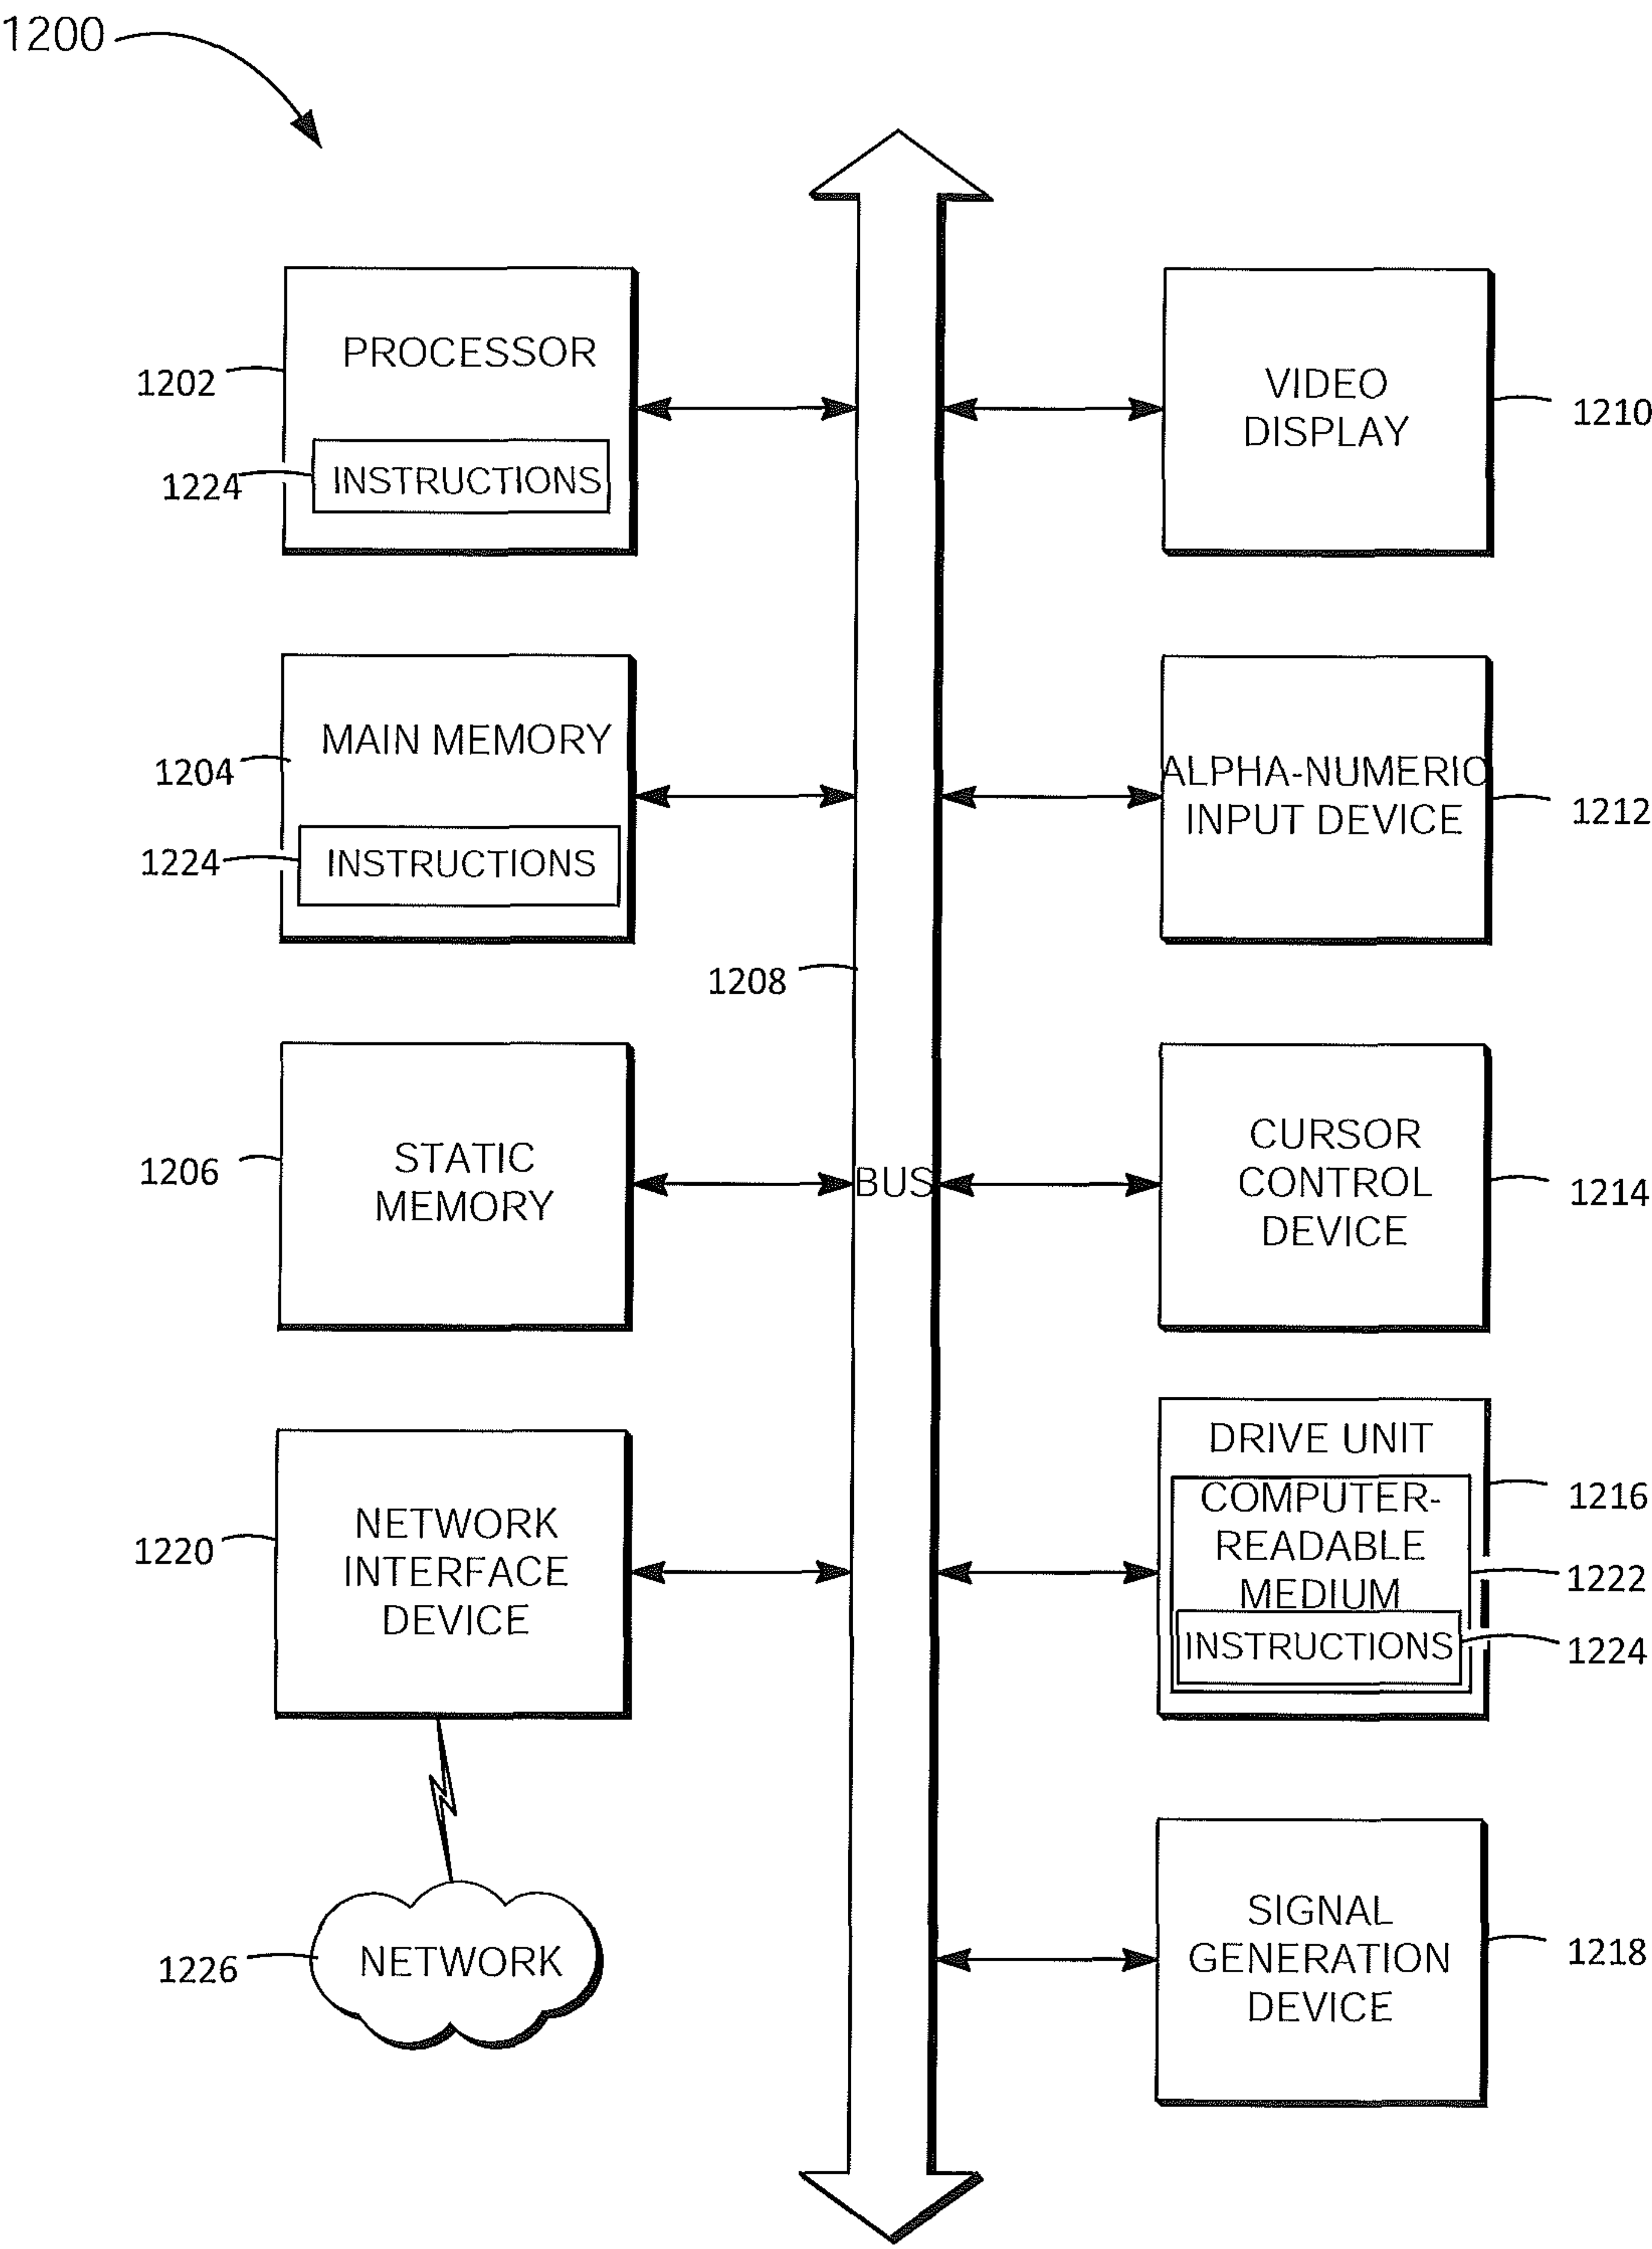 1200
PROCESSOR
1202
INSTRUCTIONS
1224
MAIN MEMORY
1204
INSTRUCTIONS
1224
STATIC
MEMORY
1206
NETWORK
INTERFACE
DEVICE
1220
NETWORK
1226
1208
BUS
VIDEO
DISPLAY
1210
ALPHA-NUMERIC
INPUT DEVICE
1212
CURSOR
CONTROL
DEVICE
1214
DRIVE UNIT
1216
COMPUTER-
READABLE
MEDIUM
1222
INSTRUCTIONS
1224
SIGNAL
GENERATION
DEVICE
1218